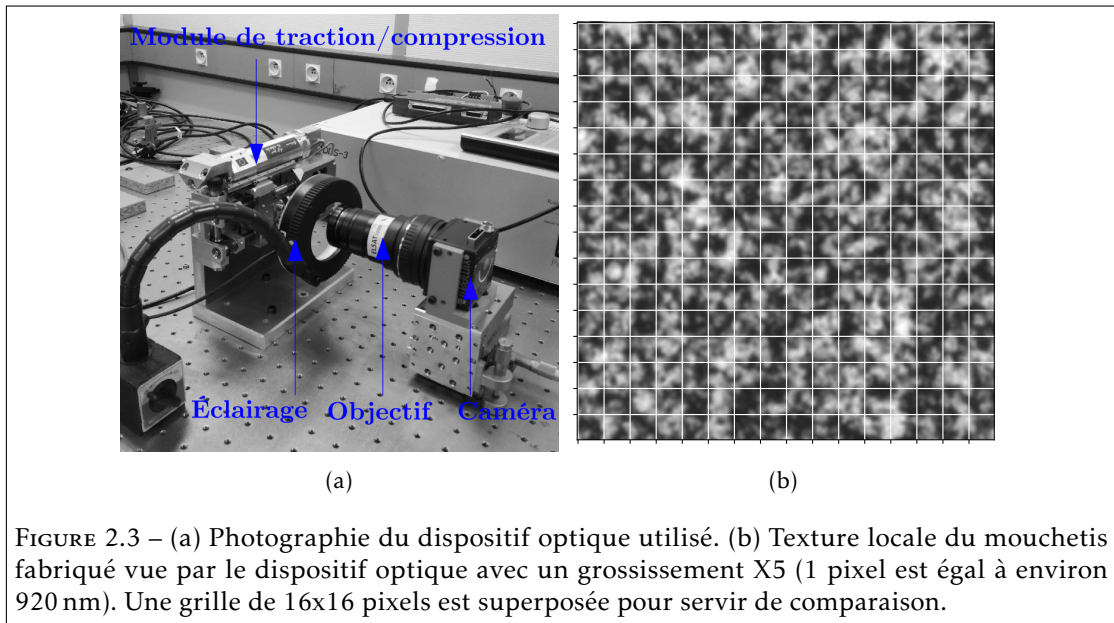 Module de traction/compression
ELSAT
Éclairage
Objectif
Caméra
(a)
(b)
FIGURE 2.3 – (a) Photographie du dispositif optique utilisé. (b) Texture locale du mouchetis
fabriqué vue par le dispositif optique avec un grossissement X5 (1 pixel est égal à environ
920 nm). Une grille de 16x16 pixels est superposée pour servir de comparaison.